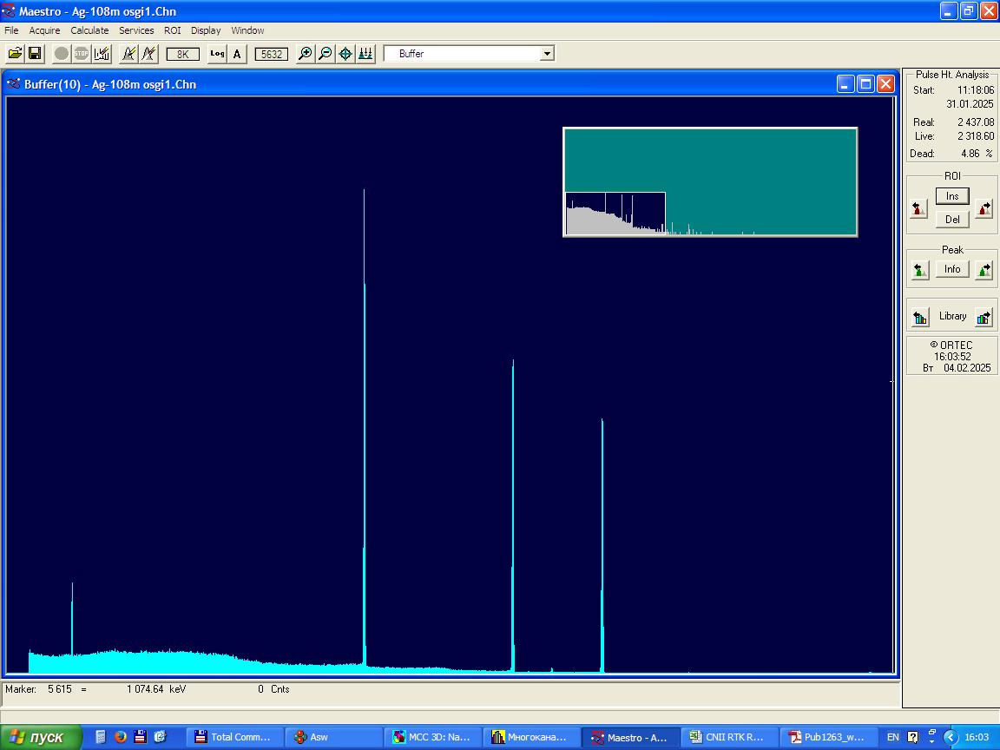 Maestro - Ag-108m osgi1.Chn
File Acquire Calculate Services ROI Display Window
STOP 8K Log A 5632 Buffer
Buffer(10) - Ag-108m osgi1.Chn
Pulse Ht. Analysis
Start: 11:18:06
31.01.2025
Real: 2 437.08
Live: 2 318.60
Dead: 4.86 %
ROI
Ins
Del
Peak
Info
Library
© ORTEC
16:03:52
Вт 04.02.2025
Marker: 5 615 = 1 074.64 keV 0 Cnts
пуск Total Comm... Asw MCC 3D: Na... Многокана... Maestro - A... CNII RTK R... Pub1263_w... EN 16:03